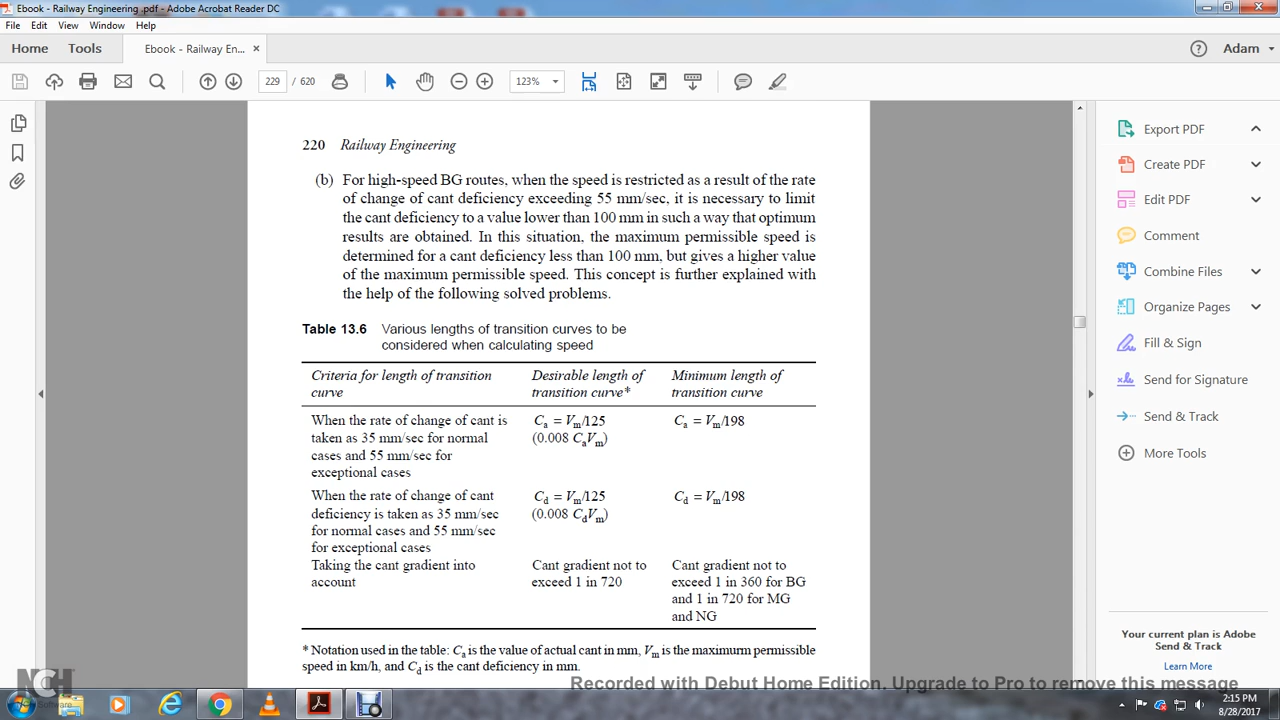 Ebook - Railway Engineering .pdf - Adobe Acrobat Reader DC
File Edit View Window Help
Home Tools Ebook - Railway En... × Adam
229 / 620 123%
220 Railway Engineering
(b) For high-speed BG routes, when the speed is restricted as a result of the rate
of change of cant deficiency exceeding 55 mm/sec, it is necessary to limit
the cant deficiency to a value lower than 100 mm in such a way that optimum
results are obtained. In this situation, the maximum permissible speed is
determined for a cant deficiency less than 100 mm, but gives a higher value
of the maximum permissible speed. This concept is further explained with
the help of the following solved problems.
Table 13.6 Various lengths of transition curves to be
considered when calculating speed
Criteria for length of transition Desirable length of Minimum length of
curve transition curve* transition curve
When the rate of change of cant is Ca = Vm/125 Ca = Vm/198
taken as 35 mm/sec for normal (0.008 CaVm)
cases and 55 mm/sec for
exceptional cases
When the rate of change of cant Cd = Vm/125 Cd = Vm/198
deficiency is taken as 35 mm/sec (0.008 CdVm)
for normal cases and 55 mm/sec
for exceptional cases
Taking the cant gradient into Cant gradient not to Cant gradient not to
account exceed 1 in 720 exceed 1 in 360 for BG
and 1 in 720 for MG
and NG
* Notation used in the table: Ca is the value of actual cant in mm, Vm is the maximum permissible
speed in km/h, and Cd is the cant deficiency in mm.
Export PDF
Create PDF
Edit PDF
Comment
Combine Files
Organize Pages
Fill & Sign
Send for Signature
Send & Track
More Tools
Your current plan is Adobe
Send & Track
Learn More
NCH
Software
Recorded with Debut Home Edition. Upgrade to Pro to remove this message
2:15 PM
8/28/2017